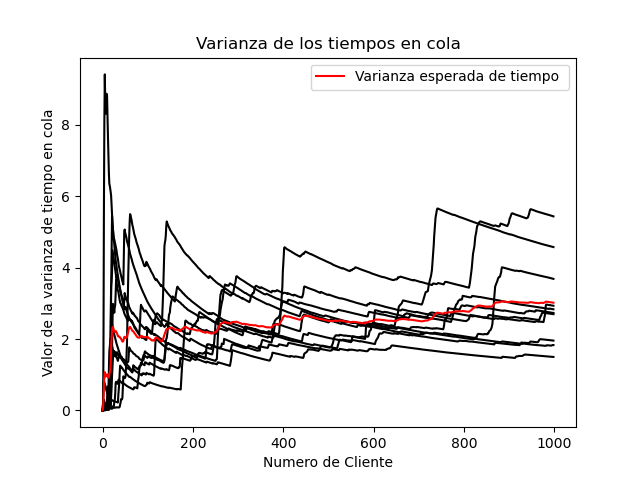 Varianza de los tiempos en cola
Varianza esperada de tiempo
Valor de la varianza de tiempo en cola
8
6
4
2
0
0 200 400 600 800 1000
Numero de Cliente